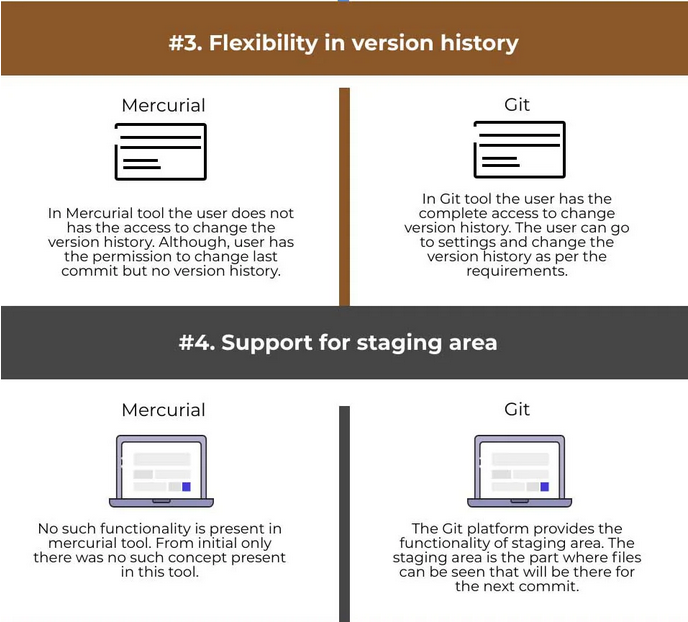 #3. Flexibility in version history
Mercurial
In Mercurial tool the user does not
has the access to change the
version history. Although, user has
the permission to change last
commit but no version history.
Git
In Git tool the user has the
complete access to change
version history. The user can go
to settings and change the
version history as per the
requirements.
#4. Support for staging area
Mercurial
No such functionality is present in
mercurial tool. From initial only
there was no such concept present
in this tool.
Git
The Git platform provides the
functionality of staging area. The
staging area is the part where files
can be seen that will be there for
the next commit.